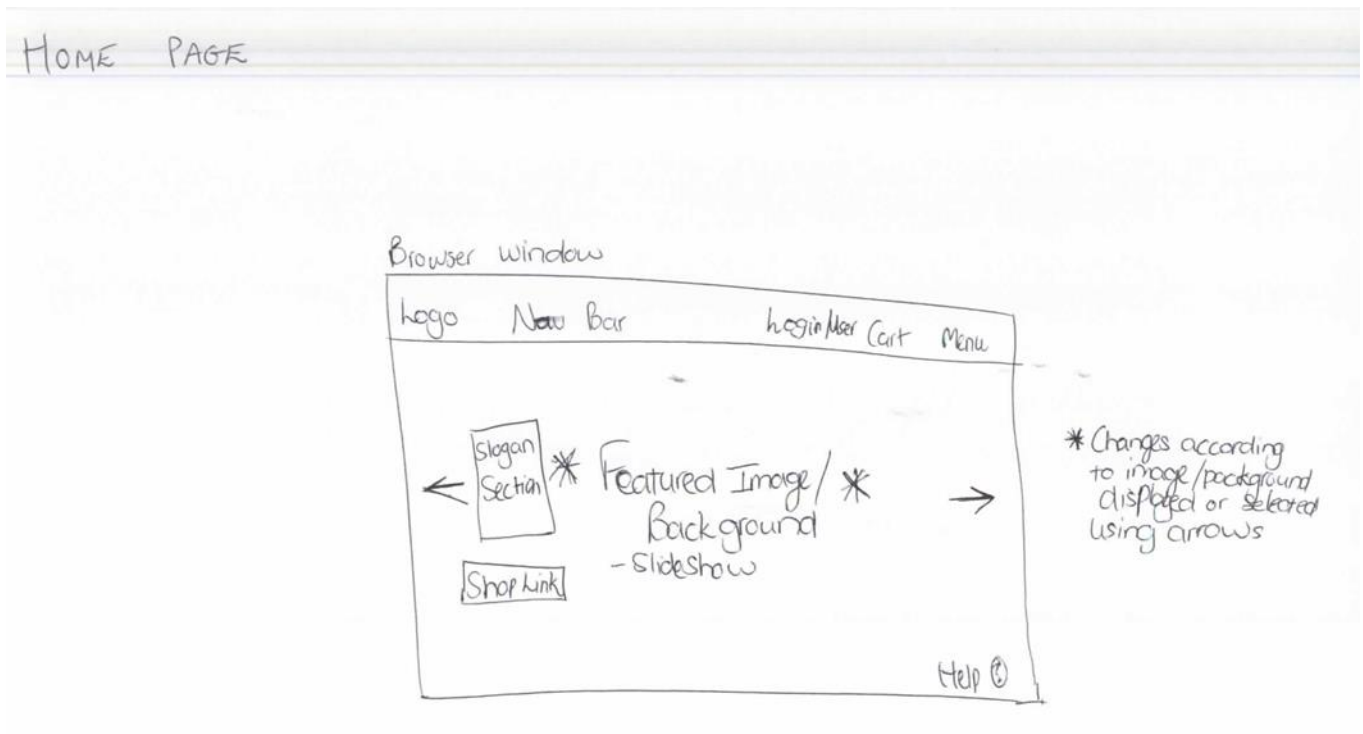 HOME PAGE
Browser window
Logo Nav Bar Login/User Cart Menu
Slogan
Section
* Featured Image/ *
Background
- Slideshow
Shop Link
Help ?
* Changes according
to image/background
displayed or selected
using arrows